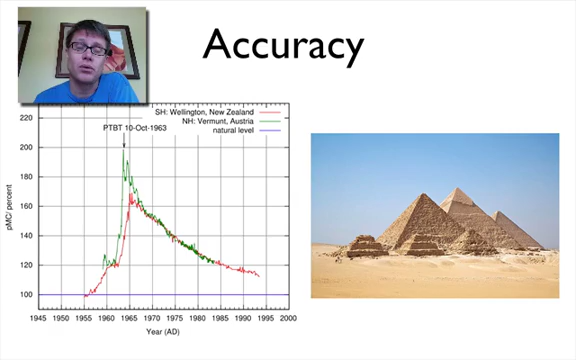 Accuracy
SH: Wellington, New Zealand
NH: Vermunt, Austria
natural level
PTBT 10-Oct-1963
pMC/ percent
220
200
180
160
140
120
100
1945 1950 1955 1960 1965 1970 1975 1980 1985 1990 1995 2000
Year (AD)